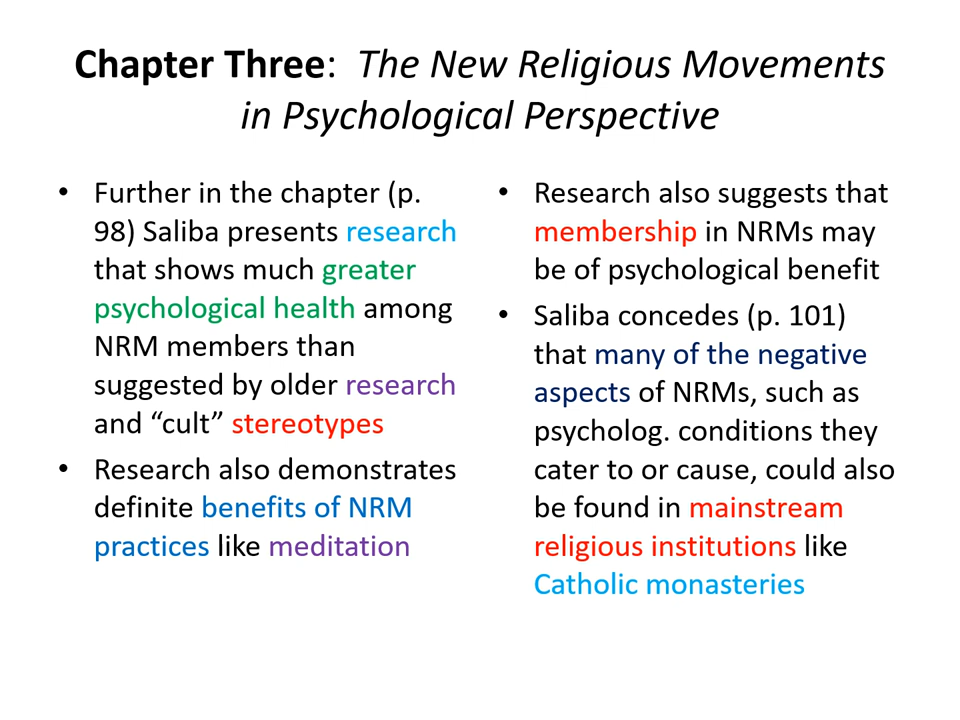 Chapter Three:  The New Religious Movements
in Psychological Perspective
• Further in the chapter (p.
98) Saliba presents research
that shows much greater
psychological health among
NRM members than
suggested by older research
and “cult” stereotypes
• Research also demonstrates
definite benefits of NRM
practices like meditation
• Research also suggests that
membership in NRMs may
be of psychological benefit
• Saliba concedes (p. 101)
that many of the negative
aspects of NRMs, such as
psycholog. conditions they
cater to or cause, could also
be found in mainstream
religious institutions like
Catholic monasteries